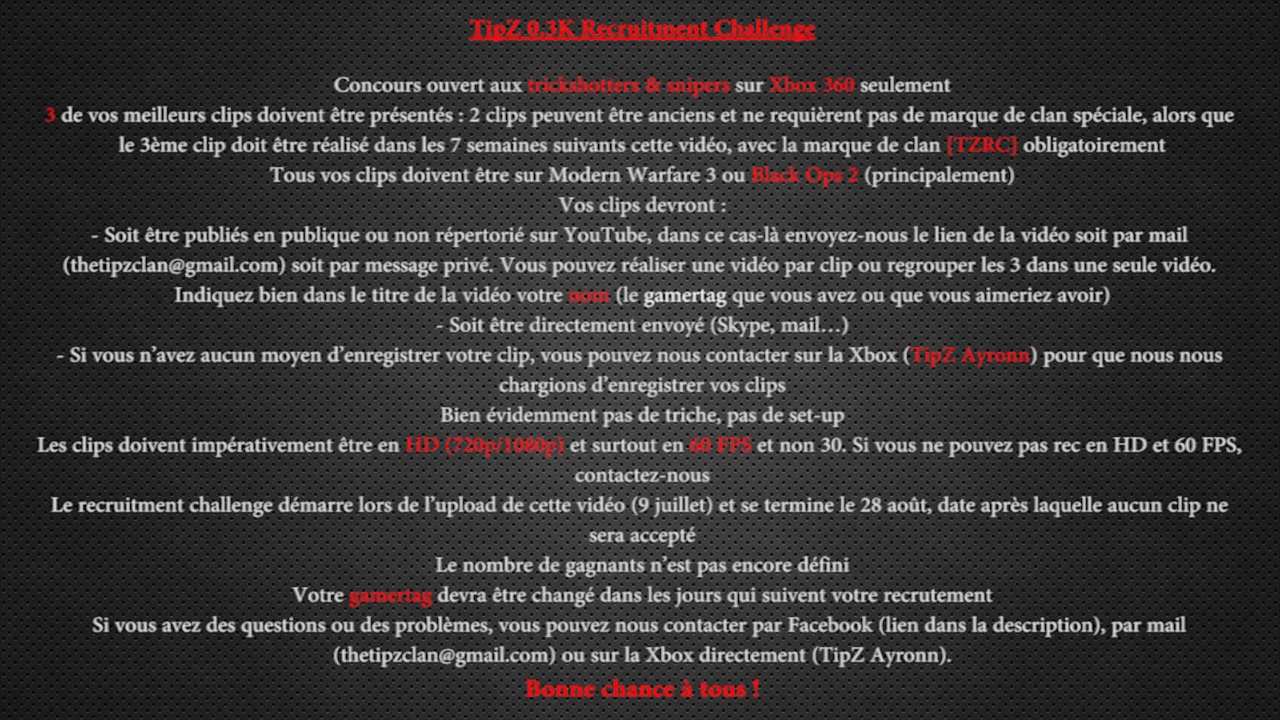 TipZ 0.3K Recruitment Challenge
Concours ouvert aux trickshotters & snipers sur Xbox 360 seulement
3 de vos meilleurs clips doivent être présentés : 2 clips peuvent être anciens et ne requièrent pas de marque de clan spéciale, alors que
le 3ème clip doit être réalisé dans les 7 semaines suivants cette vidéo, avec la marque de clan [TZRC] obligatoirement
Tous vos clips doivent être sur Modern Warfare 3 ou Black Ops 2 (principalement)
Vos clips devront :
- Soit être publiés en publique ou non répertorié sur YouTube, dans ce cas-là envoyez-nous le lien de la vidéo soit par mail
(thetipzclan@gmail.com) soit par message privé. Vous pouvez réaliser une vidéo par clip ou regrouper les 3 dans une seule vidéo.
Indiquez bien dans le titre de la vidéo votre nom (le gamertag que vous avez ou que vous aimeriez avoir)
- Soit être directement envoyé (Skype, mail…)
- Si vous n’avez aucun moyen d’enregistrer votre clip, vous pouvez nous contacter sur la Xbox (TipZ Ayronn) pour que nous nous
chargions d’enregistrer vos clips
Bien évidemment pas de triche, pas de set-up
Les clips doivent impérativement être en HD (720p/1080p) et surtout en 60 FPS et non 30. Si vous ne pouvez pas rec en HD et 60 FPS,
contactez-nous
Le recruitment challenge démarre lors de l’upload de cette vidéo (9 juillet) et se termine le 28 août, date après laquelle aucun clip ne
sera accepté
Le nombre de gagnants n’est pas encore défini
Votre gamertag devra être changé dans les jours qui suivent votre recrutement
Si vous avez des questions ou des problèmes, vous pouvez nous contacter par Facebook (lien dans la description), par mail
(thetipzclan@gmail.com) ou sur la Xbox directement (TipZ Ayronn).
Bonne chance à tous !